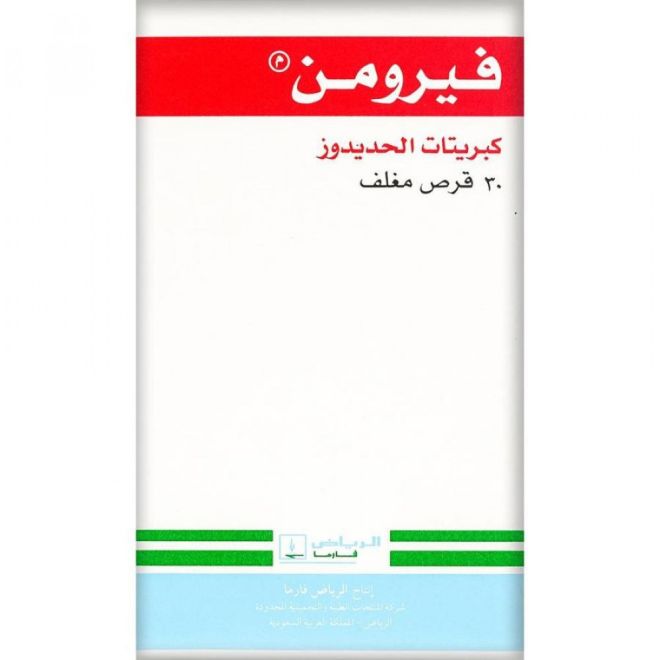 فيرومن م
كبريتات الحديدوز
٣٠ قرص مغلف
الرياض
فارما
إنتاج الرياض فارما
شركة المنتجات الطبية والتجميلية المحدودة
الرياض - المملكة العربية السعودية